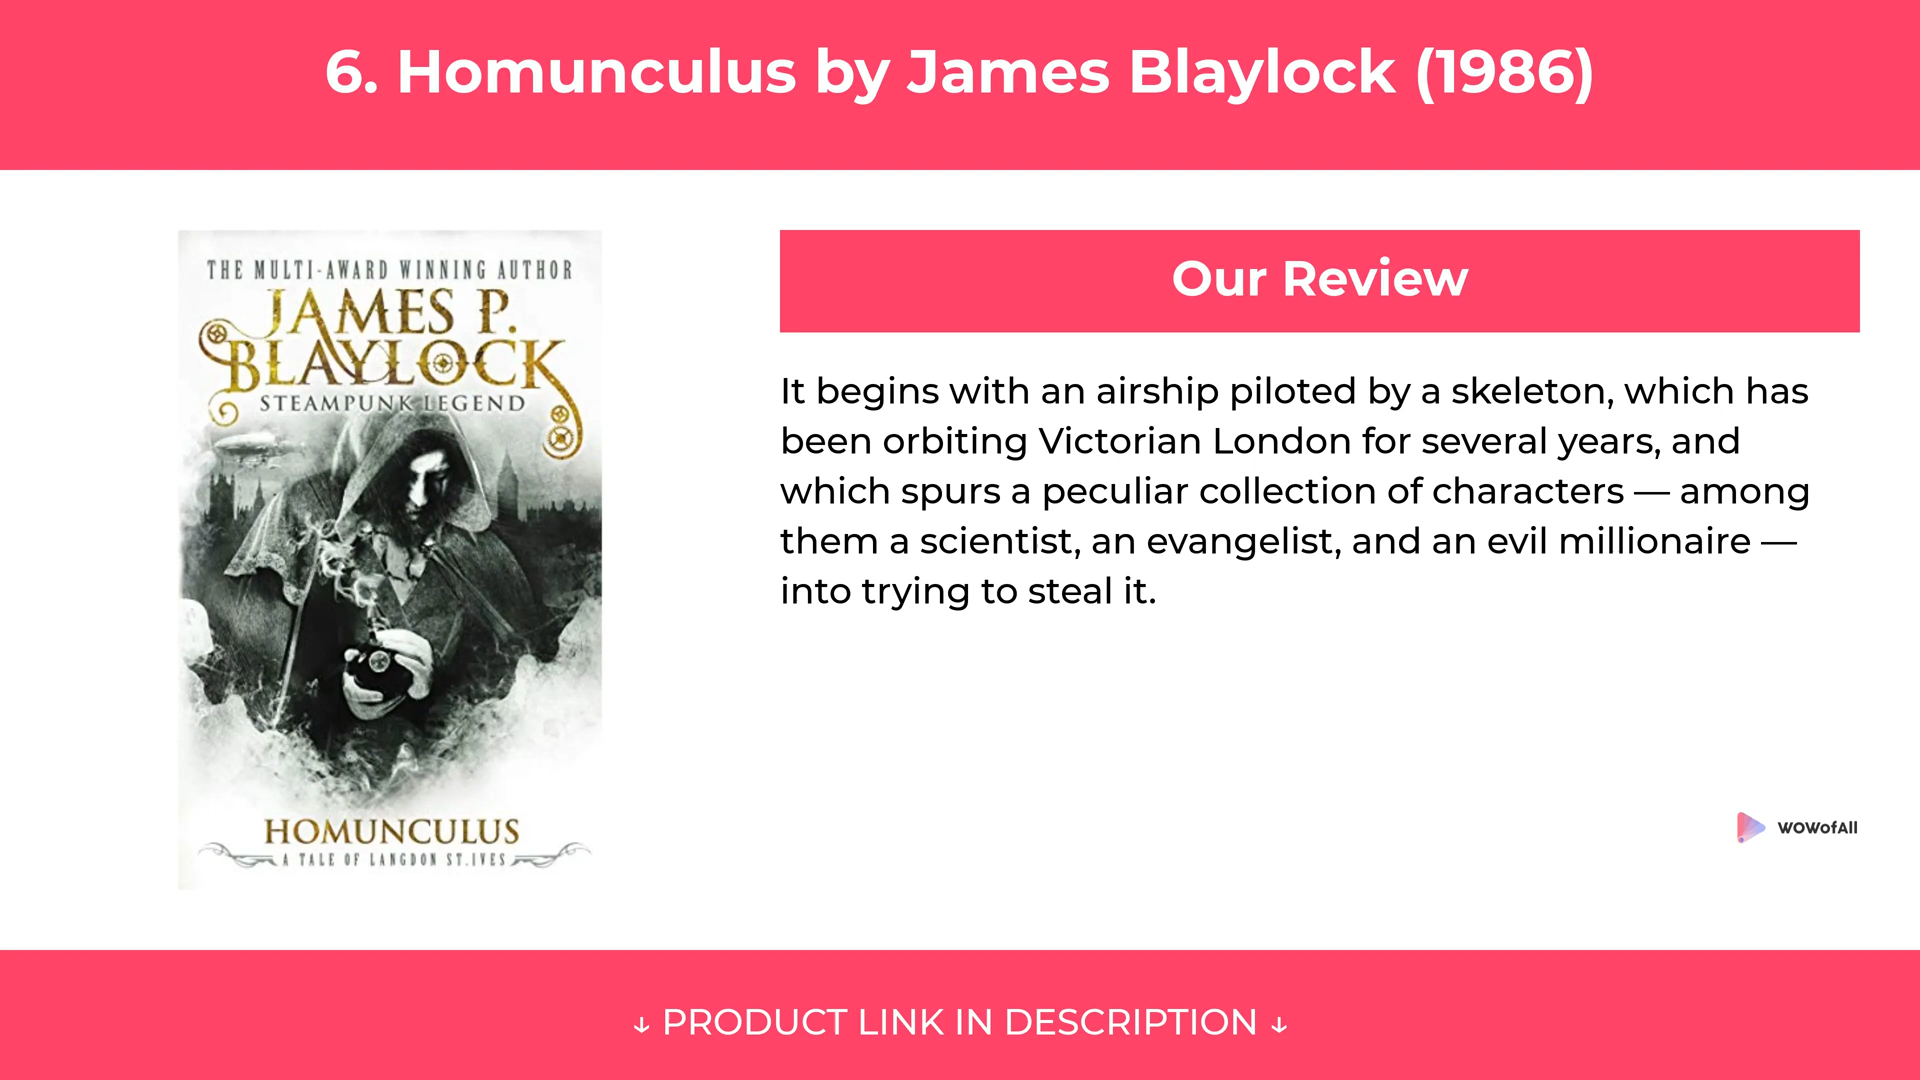 6. Homunculus by James Blaylock (1986)
THE MULTI-AWARD WINNING AUTHOR
JAMES P.
BLAYLOCK
STEAMPUNK LEGEND
HOMUNCULUS
A TALE OF LANGDON ST.IVES
Our Review
It begins with an airship piloted by a skeleton, which has
been orbiting Victorian London for several years, and
which spurs a peculiar collection of characters — among
them a scientist, an evangelist, and an evil millionaire —
into trying to steal it.
WOWofAll
↓ PRODUCT LINK IN DESCRIPTION ↓